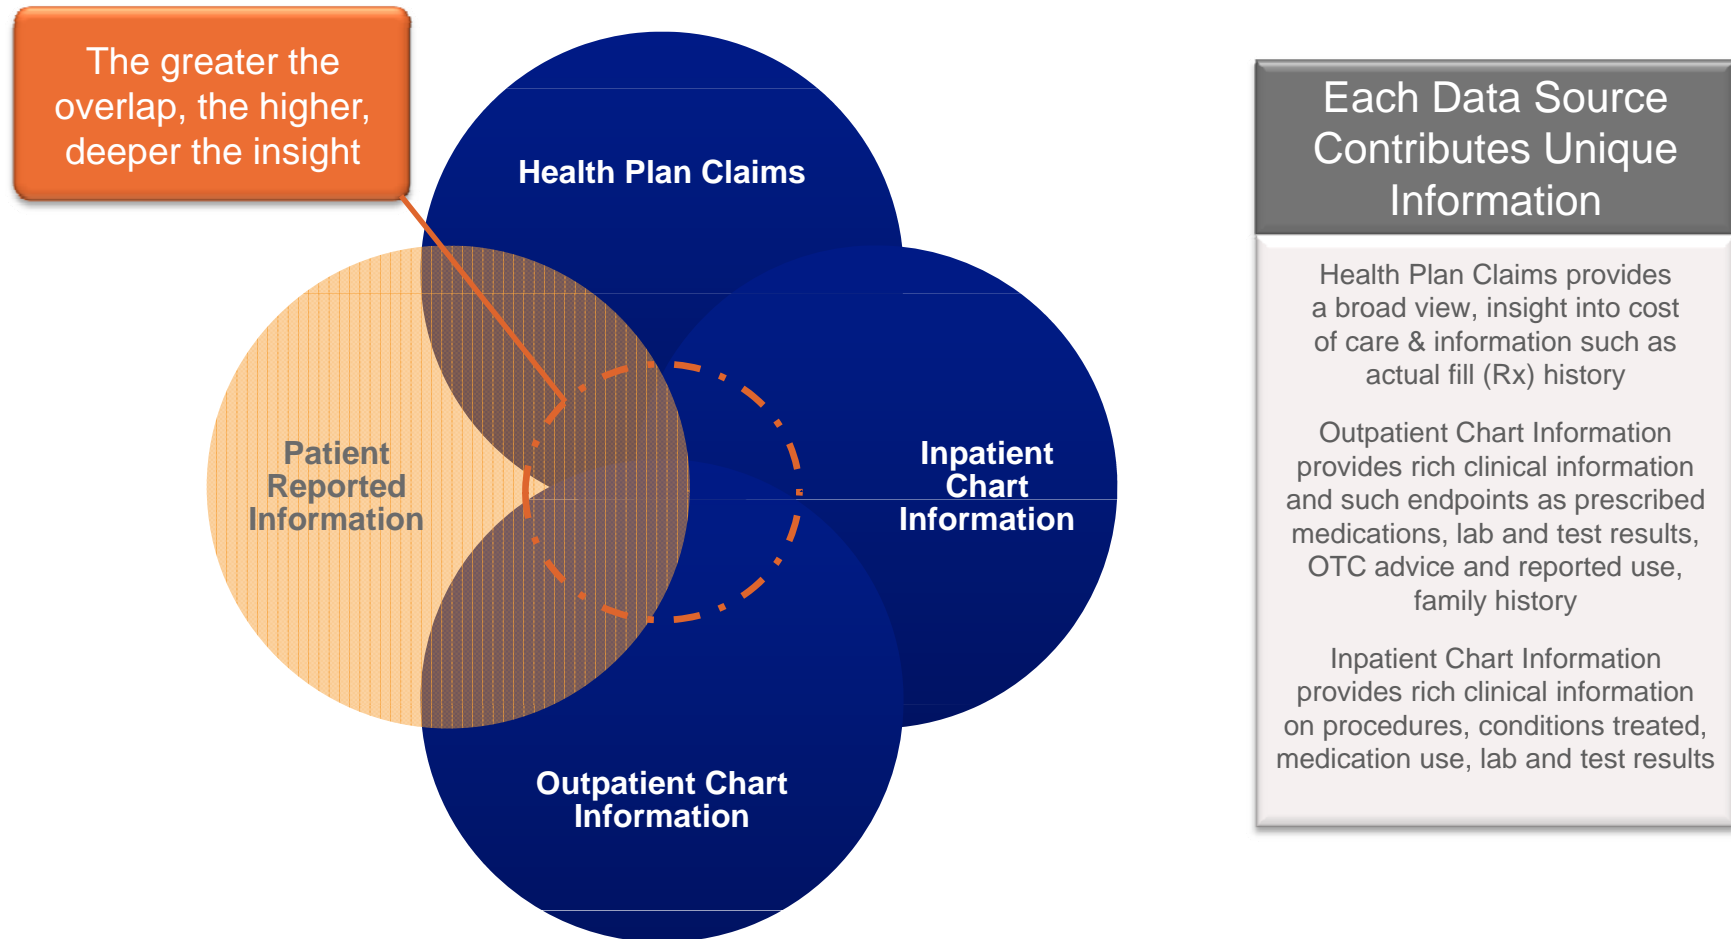 The greater the
overlap, the higher,
deeper the insight
Health Plan Claims
Patient
Reported
Information
Inpatient
Chart
Information
Outpatient Chart
Information
Each Data Source
Contributes Unique
Information
Health Plan Claims provides
a broad view, insight into cost
of care & information such as
actual fill (Rx) history
Outpatient Chart Information
provides rich clinical information
and such endpoints as prescribed
medications, lab and test results,
OTC advice and reported use,
family history
Inpatient Chart Information
provides rich clinical information
on procedures, conditions treated,
medication use, lab and test results